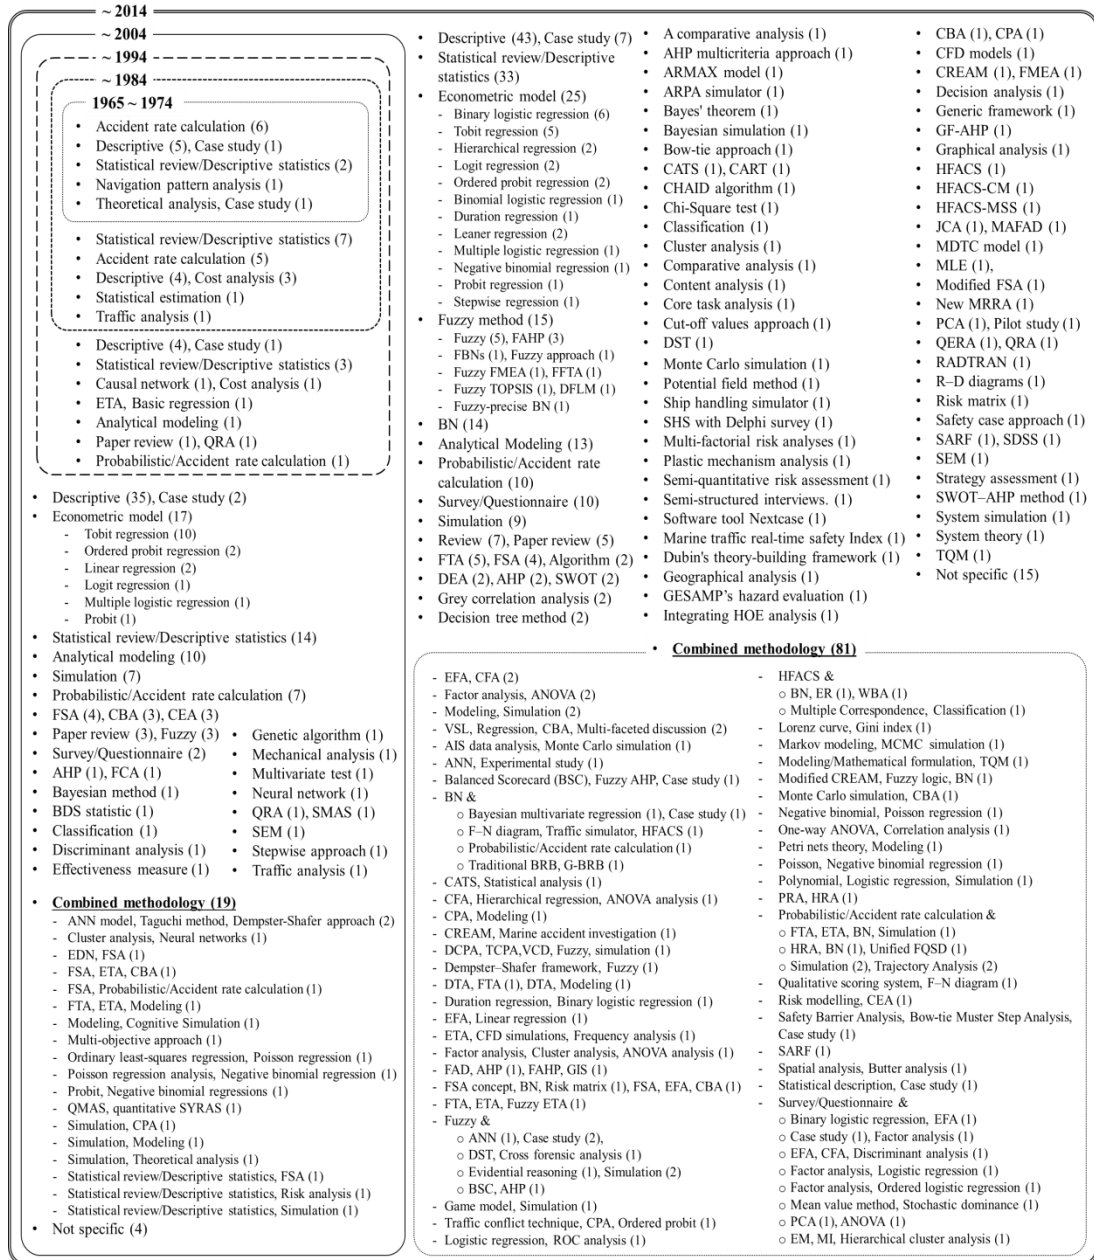 ~ 2014
~ 2004
~ 1994
~ 1984
1965 ~ 1974
• Accident rate calculation (6)
• Descriptive (5), Case study (1)
• Statistical review/Descriptive statistics (2)
• Navigation pattern analysis (1)
• Theoretical analysis, Case study (1)
• Statistical review/Descriptive statistics (7)
• Accident rate calculation (5)
• Descriptive (4), Cost analysis (3)
• Statistical estimation (1)
• Traffic analysis (1)
• Descriptive (4), Case study (1)
• Statistical review/Descriptive statistics (3)
• Causal network (1), Cost analysis (1)
• ETA, Basic regression (1)
• Analytical modeling (1)
• Paper review (1), QRA (1)
• Probabilistic/Accident rate calculation (1)
• Descriptive (35), Case study (2)
• Econometric model (17)
- Tobit regression (10)
- Ordered probit regression (2)
- Linear regression (2)
- Logit regression (1)
- Multiple logistic regression (1)
- Probit (1)
• Statistical review/Descriptive statistics (14)
• Analytical modeling (10)
• Simulation (7)
• Probabilistic/Accident rate calculation (7)
• FSA (4), CBA (3), CEA (3)
• Paper review (3), Fuzzy (3)
• Survey/Questionnaire (2)
• AHP (1), FCA (1)
• Bayesian method (1)
• BDS statistic (1)
• Classification (1)
• Discriminant analysis (1)
• Effectiveness measure (1)
• Genetic algorithm (1)
• Mechanical analysis (1)
• Multivariate test (1)
• Neural network (1)
• QRA (1), SMAS (1)
• SEM (1)
• Stepwise approach (1)
• Traffic analysis (1)
• Combined methodology (19)
- ANN model, Taguchi method, Dempster-Shafer approach (2)
- Cluster analysis, Neural networks (1)
- EDN, FSA (1)
- FSA, ETA, CBA (1)
- FSA, Probabilistic/Accident rate calculation (1)
- FTA, ETA, Modeling (1)
- Modeling, Cognitive Simulation (1)
- Multi-objective approach (1)
- Ordinary least-squares regression, Poisson regression (1)
- Poisson regression analysis, Negative binomial regression (1)
- Probit, Negative binomial regressions (1)
- QMAS, quantitative SYRAS (1)
- Simulation, CPA (1)
- Simulation, Modeling (1)
- Simulation, Theoretical analysis (1)
- Statistical review/Descriptive statistics, FSA (1)
- Statistical review/Descriptive statistics, Risk analysis (1)
- Statistical review/Descriptive statistics, Simulation (1)
• Not specific (4)
• Descriptive (43), Case study (7)
• Statistical review/Descriptive
statistics (33)
• Econometric model (25)
- Binary logistic regression (6)
- Tobit regression (5)
- Hierarchical regression (2)
- Logit regression (2)
- Ordered probit regression (2)
- Binomial logistic regression (1)
- Duration regression (1)
- Leaner regression (2)
- Multiple logistic regression (1)
- Negative binomial regression (1)
- Probit regression (1)
- Stepwise regression (1)
• Fuzzy method (15)
- Fuzzy (5), FAHP (3)
- FBNs (1), Fuzzy approach (1)
- Fuzzy FMEA (1), FFTA (1)
- Fuzzy TOPSIS (1), DFLM (1)
- Fuzzy-precise BN (1)
• BN (14)
• Analytical Modeling (13)
• Probabilistic/Accident rate
calculation (10)
• Survey/Questionnaire (10)
• Simulation (9)
• Review (7), Paper review (5)
• FTA (5), FSA (4), Algorithm (2)
• DEA (2), AHP (2), SWOT (2)
• Grey correlation analysis (2)
• Decision tree method (2)
• A comparative analysis (1)
• AHP multicriteria approach (1)
• ARMAX model (1)
• ARPA simulator (1)
• Bayes' theorem (1)
• Bayesian simulation (1)
• Bow-tie approach (1)
• CATS (1), CART (1)
• CHAID algorithm (1)
• Chi-Square test (1)
• Classification (1)
• Cluster analysis (1)
• Comparative analysis (1)
• Content analysis (1)
• Core task analysis (1)
• Cut-off values approach (1)
• DST (1)
• Monte Carlo simulation (1)
• Potential field method (1)
• Ship handling simulator (1)
• SHS with Delphi survey (1)
• Multi-factorial risk analyses (1)
• Plastic mechanism analysis (1)
• Semi-quantitative risk assessment (1)
• Semi-structured interviews. (1)
• Software tool Nextcase (1)
• Marine traffic real-time safety Index (1)
• Dubin's theory-building framework (1)
• Geographical analysis (1)
• GESAMP's hazard evaluation (1)
• Integrating HOE analysis (1)
• CBA (1), CPA (1)
• CFD models (1)
• CREAM (1), FMEA (1)
• Decision analysis (1)
• Generic framework (1)
• GF-AHP (1)
• Graphical analysis (1)
• HFACS (1)
• HFACS-CM (1)
• HFACS-MSS (1)
• JCA (1), MAFAD (1)
• MDTC model (1)
• MLE (1),
• Modified FSA (1)
• New MRRA (1)
• PCA (1), Pilot study (1)
• QERA (1), QRA (1)
• RADTRAN (1)
• R–D diagrams (1)
• Risk matrix (1)
• Safety case approach (1)
• SARF (1), SDSS (1)
• SEM (1)
• Strategy assessment (1)
• SWOT–AHP method (1)
• System simulation (1)
• System theory (1)
• TQM (1)
• Not specific (15)
• Combined methodology (81)
- EFA, CFA (2)
- Factor analysis, ANOVA (2)
- Modeling, Simulation (2)
- VSL, Regression, CBA, Multi-faceted discussion (2)
- AIS data analysis, Monte Carlo simulation (1)
- ANN, Experimental study (1)
- Balanced Scorecard (BSC), Fuzzy AHP, Case study (1)
- BN &
o Bayesian multivariate regression (1), Case study (1)
o F–N diagram, Traffic simulator, HFACS (1)
o Probabilistic/Accident rate calculation (1)
o Traditional BRB, G-BRB (1)
- CATS, Statistical analysis (1)
- CFA, Hierarchical regression, ANOVA analysis (1)
- CPA, Modeling (1)
- CREAM, Marine accident investigation (1)
- DCPA, TCPA,VCD, Fuzzy, simulation (1)
- Dempster–Shafer framework, Fuzzy (1)
- DTA, FTA (1), DTA, Modeling (1)
- Duration regression, Binary logistic regression (1)
- EFA, Linear regression (1)
- ETA, CFD simulations, Frequency analysis (1)
- Factor analysis, Cluster analysis, ANOVA analysis (1)
- FAD, AHP (1), FAHP, GIS (1)
- FSA concept, BN, Risk matrix (1), FSA, EFA, CBA (1)
- FTA, ETA, Fuzzy ETA (1)
- Fuzzy &
o ANN (1), Case study (2),
o DST, Cross forensic analysis (1)
o Evidential reasoning (1), Simulation (2)
o BSC, AHP (1)
- Game model, Simulation (1)
- Traffic conflict technique, CPA, Ordered probit (1)
- Logistic regression, ROC analysis (1)
- HFACS &
o BN, ER (1), WBA (1)
o Multiple Correspondence, Classification (1)
- Lorenz curve, Gini index (1)
- Markov modeling, MCMC simulation (1)
- Modeling/Mathematical formulation, TQM (1)
- Modified CREAM, Fuzzy logic, BN (1)
- Monte Carlo simulation, CBA (1)
- Negative binomial, Poisson regression (1)
- One-way ANOVA, Correlation analysis (1)
- Petri nets theory, Modeling (1)
- Poisson, Negative binomial regression (1)
- Polynomial, Logistic regression, Simulation (1)
- PRA, HRA (1)
- Probabilistic/Accident rate calculation &
o FTA, ETA, BN, Simulation (1)
o HRA, BN (1), Unified FQSD (1)
o Simulation (2), Trajectory Analysis (2)
- Qualitative scoring system, F–N diagram (1)
- Risk modelling, CEA (1)
- Safety Barrier Analysis, Bow-tie Muster Step Analysis,
Case study (1)
- SARF (1)
- Spatial analysis, Butter analysis (1)
- Statistical description, Case study (1)
- Survey/Questionnaire &
o Binary logistic regression, EFA (1)
o Case study (1), Factor analysis (1)
o EFA, CFA, Discriminant analysis (1)
o Factor analysis, Logistic regression (1)
o Factor analysis, Ordered logistic regression (1)
o Mean value method, Stochastic dominance (1)
o PCA (1), ANOVA (1)
o EM, MI, Hierarchical cluster analysis (1)